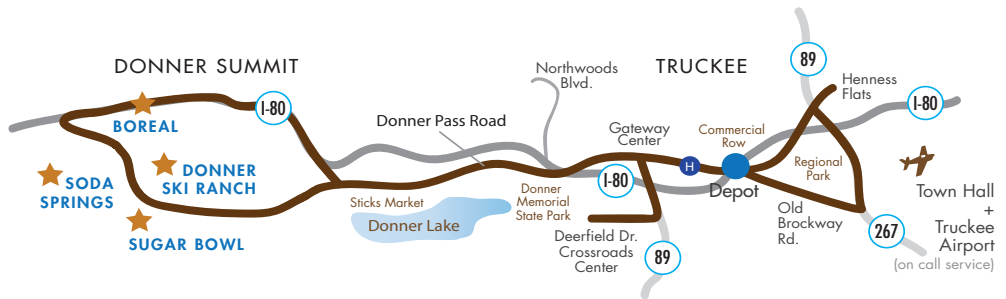 DONNER SUMMIT
TRUCKEE
BOREAL
SODA
SPRINGS
DONNER
SKI RANCH
SUGAR BOWL
I-80
Donner Pass Road
Sticks Market
Donner Lake
Northwoods
Blvd.
Donner
Memorial
State Park
Gateway
Center
I-80
Deerfield Dr.
Crossroads
Center
89
H
Commercial
Row
Depot
89
Henness
Flats
I-80
Regional
Park
Old
Brockway
Rd.
267
Town Hall
+
Truckee
Airport
(on call service)